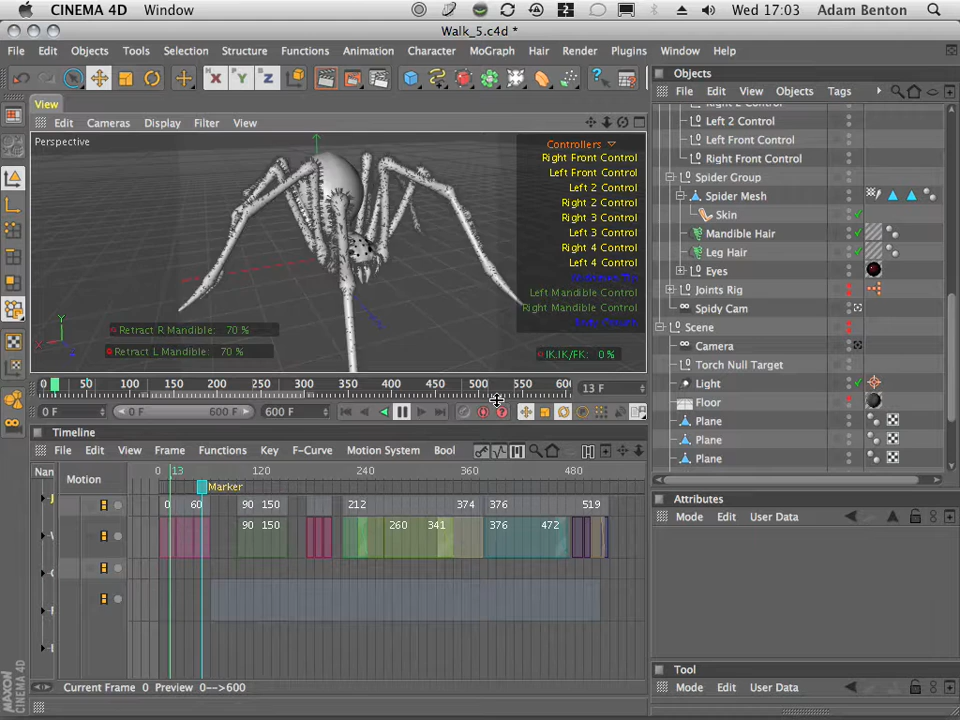 CINEMA 4D Window Wed 17:03 Adam Benton
Walk_5.c4d *
File Edit Objects Tools Selection Structure Functions Animation Character MoGraph Hair Render Plugins Window Help
X Y Z
View
Edit Cameras Display Filter View
Perspective
Controllers
Right Front Control
Left Front Control
Left 2 Control
Right 2 Control
Right 3 Control
Left 3 Control
Right 4 Control
Left 4 Control
Left Mandible Control
Right Mandible Control
Retract R Mandible: 70 %
Retract L Mandible: 70 %
IK.IK/FK: 0 %
Y
X
0 50 100 150 200 250 300 350 400 450 500 550 600 13 F
0 F 0 F 600 F 600 F
Timeline
File Edit View Frame Functions Key F-Curve Motion System Bool
Nan Motion 0 13 120 240 360 480
Marker
0 60 90 150 212 374 376 519
90 150 260 341 376 472
Current Frame 0 Preview 0-->600
Objects
File Edit View Objects Tags
Right 2 Control
Left 2 Control
Left Front Control
Right Front Control
Spider Group
Spider Mesh
Skin
Mandible Hair
Leg Hair
Eyes
Joints Rig
Spidy Cam
Scene
Camera
Torch Null Target
Light
Floor
Plane
Plane
Plane
Attributes
Mode Edit User Data
Tool
Mode Edit User Data
MAXON
CINEMA 4D